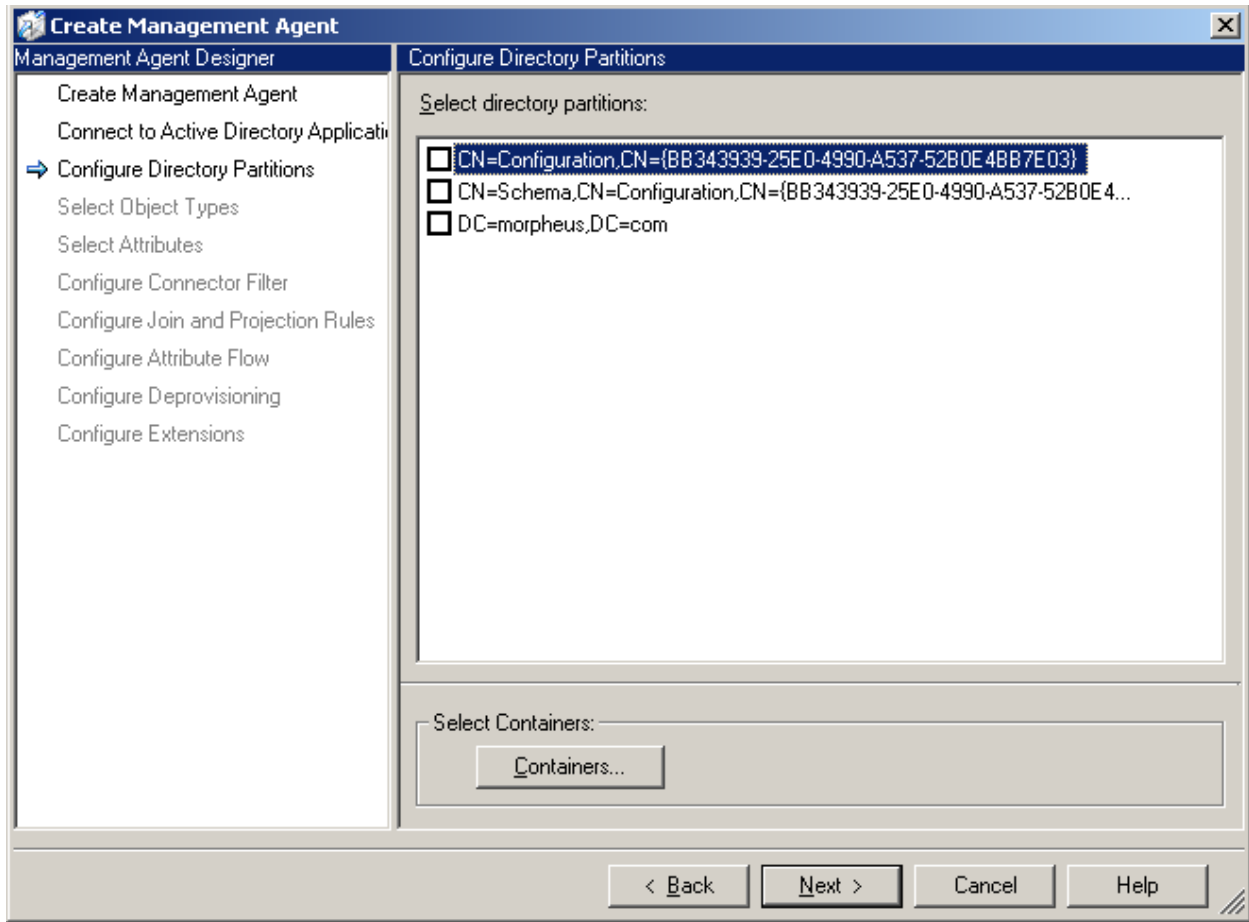 Create Management Agent
Management Agent Designer
Create Management Agent
Connect to Active Directory Applicati
Configure Directory Partitions
Select Object Types
Select Attributes
Configure Connector Filter
Configure Join and Projection Rules
Configure Attribute Flow
Configure Deprovisioning
Configure Extensions
Configure Directory Partitions
Select directory partitions:
CN=Configuration,CN={BB343939-25E0-4990-A537-52B0E4BB7E03}
CN=Schema,CN=Configuration,CN={BB343939-25E0-4990-A537-52B0E4...
DC=morpheus,DC=com
Select Containers:
Containers...
< Back
Next >
Cancel
Help